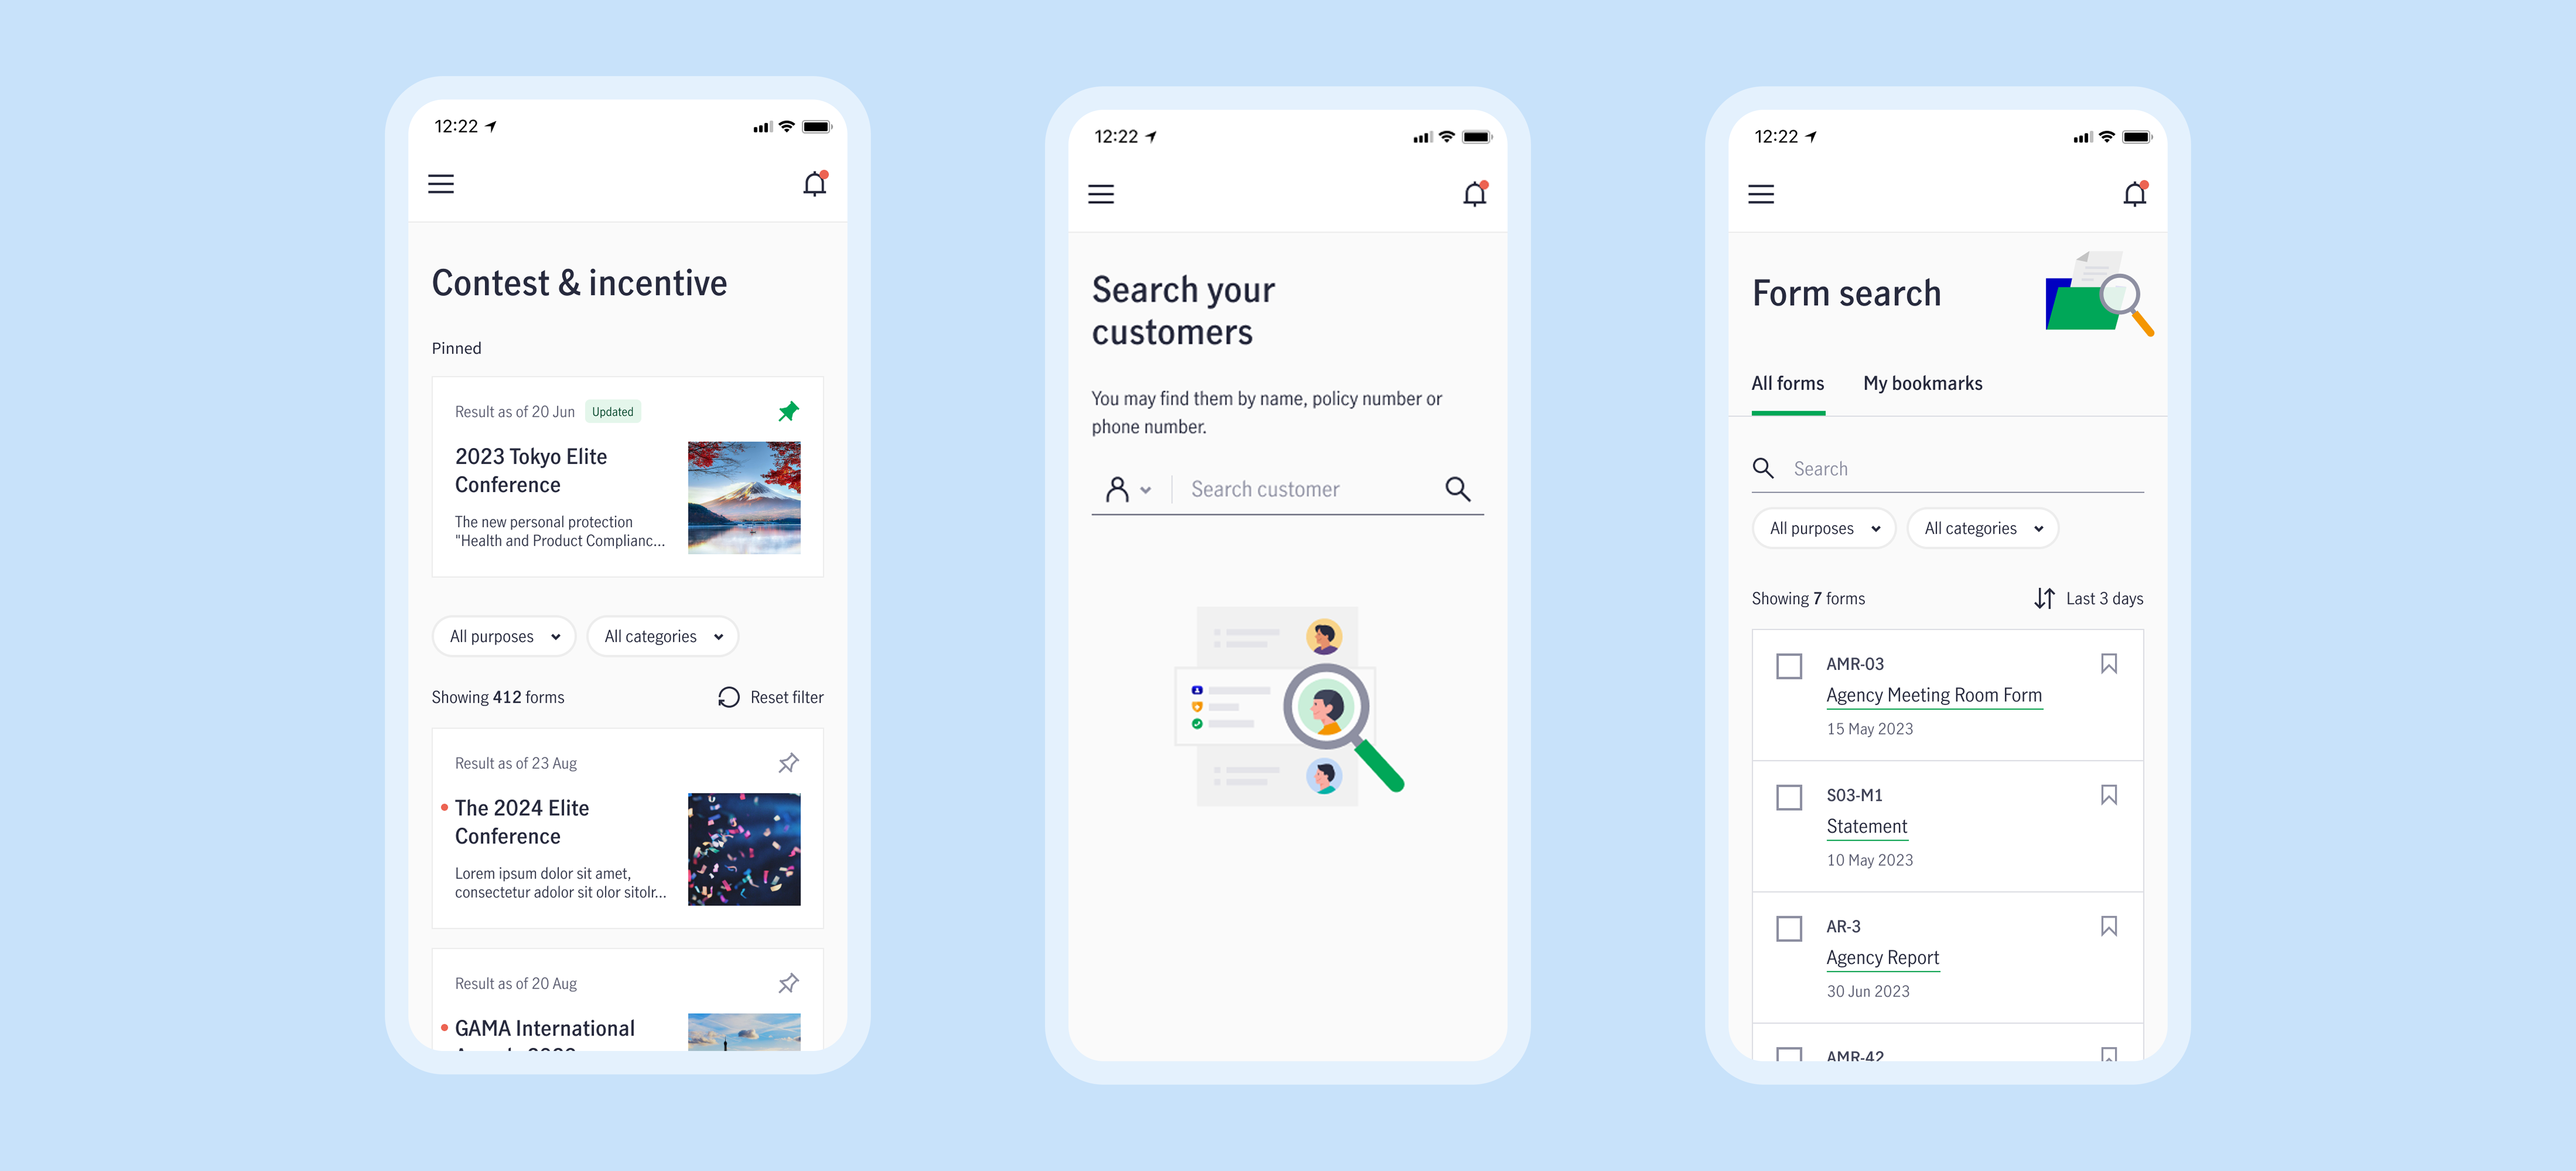 12:22
Contest & incentive
Pinned
Result as of 20 Jun Updated
2023 Tokyo Elite
Conference
The new personal protection
"Health and Product Complianc...
All purposes All categories
Showing 412 forms Reset filter
Result as of 23 Aug
The 2024 Elite
Conference
Lorem ipsum dolor sit amet,
consectetur adolor sit olor sitolr...
Result as of 20 Aug
GAMA International
12:22
Search your
customers
You may find them by name, policy number or
phone number.
Search customer
12:22
Form search
All forms My bookmarks
Search
All purposes All categories
Showing 7 forms Last 3 days
AMR-03
Agency Meeting Room Form
15 May 2023
S03-M1
Statement
10 May 2023
AR-3
Agency Report
30 Jun 2023
AMR-42